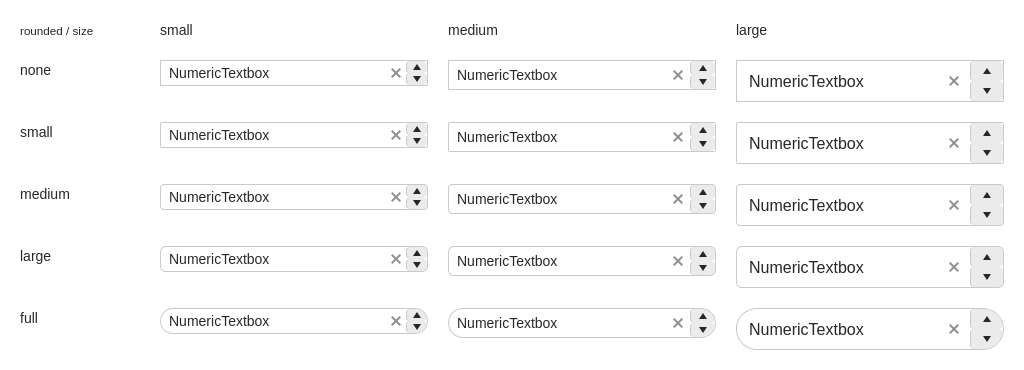 rounded / size small medium large
none NumericTextbox NumericTextbox NumericTextbox
small NumericTextbox NumericTextbox NumericTextbox
medium NumericTextbox NumericTextbox NumericTextbox
large NumericTextbox NumericTextbox NumericTextbox
full NumericTextbox NumericTextbox NumericTextbox